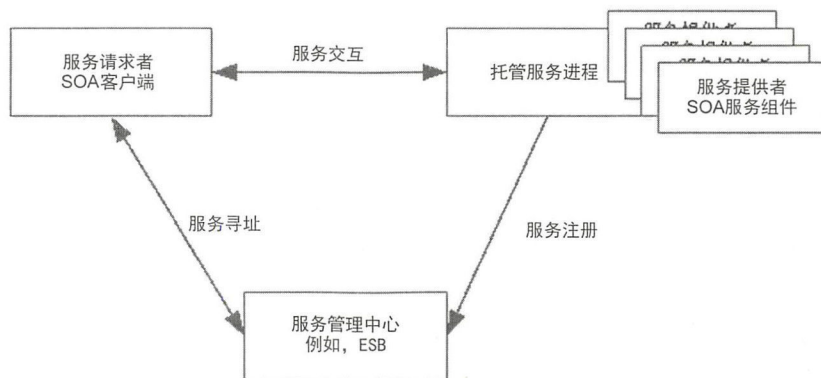 服务请求者
SOA客户端
服务交互
托管服务进程
服务提供者
SOA服务组件
服务寻址
服务注册
服务管理中心
例如，ESB